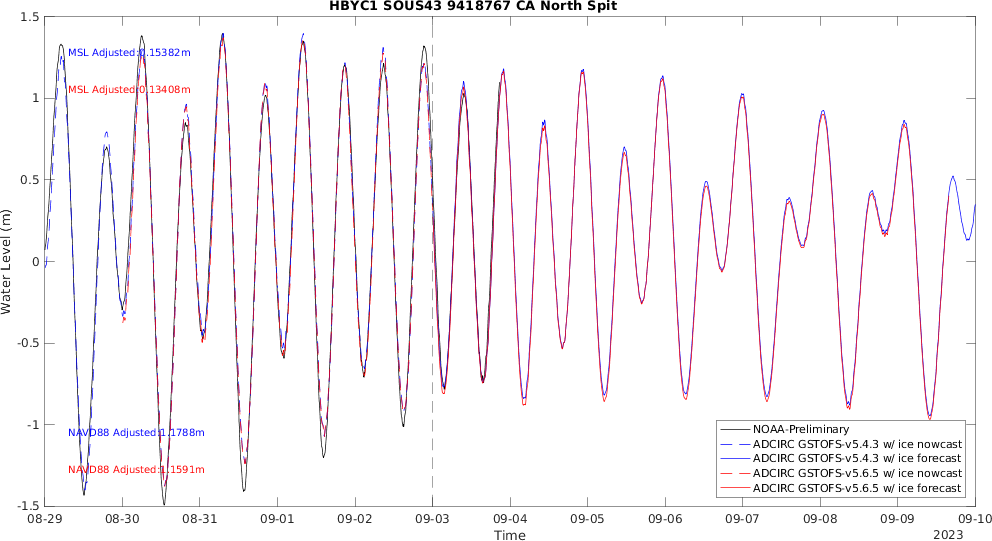 HBYC1 SOUS43 9418767 CA North Spit
1.5
1
0.5
0
-0.5
-1
-1.5
Water Level (m)
MSL Adjusted:0.15382m
MSL Adjusted:0.13408m
NAVD88 Adjusted:1.1788m
NAVD88 Adjusted:1.1591m
NOAA-Preliminary
ADCIRC GSTOFS-v5.4.3 w/ ice nowcast
ADCIRC GSTOFS-v5.4.3 w/ ice forecast
ADCIRC GSTOFS-v5.6.5 w/ ice nowcast
ADCIRC GSTOFS-v5.6.5 w/ ice forecast
08-29 08-30 08-31 09-01 09-02 09-03 09-04 09-05 09-06 09-07 09-08 09-09 09-10
Time
2023